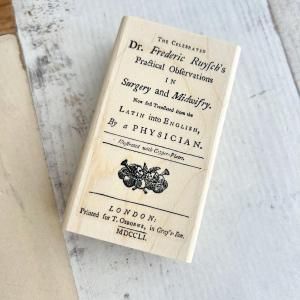 The Celebrated
Dr. Frederic Ruyſch's
Practical Obſervations
IN
Surgery and Midwifry.
Now firſt Tranſlated from the
LATIN into ENGLISH,
By a PHYSICIAN.
Illuſtrated with Copper-Plates.
LONDON:
Printed for T. OSBORNE, in Gray's-Inn.
MDCCLI.